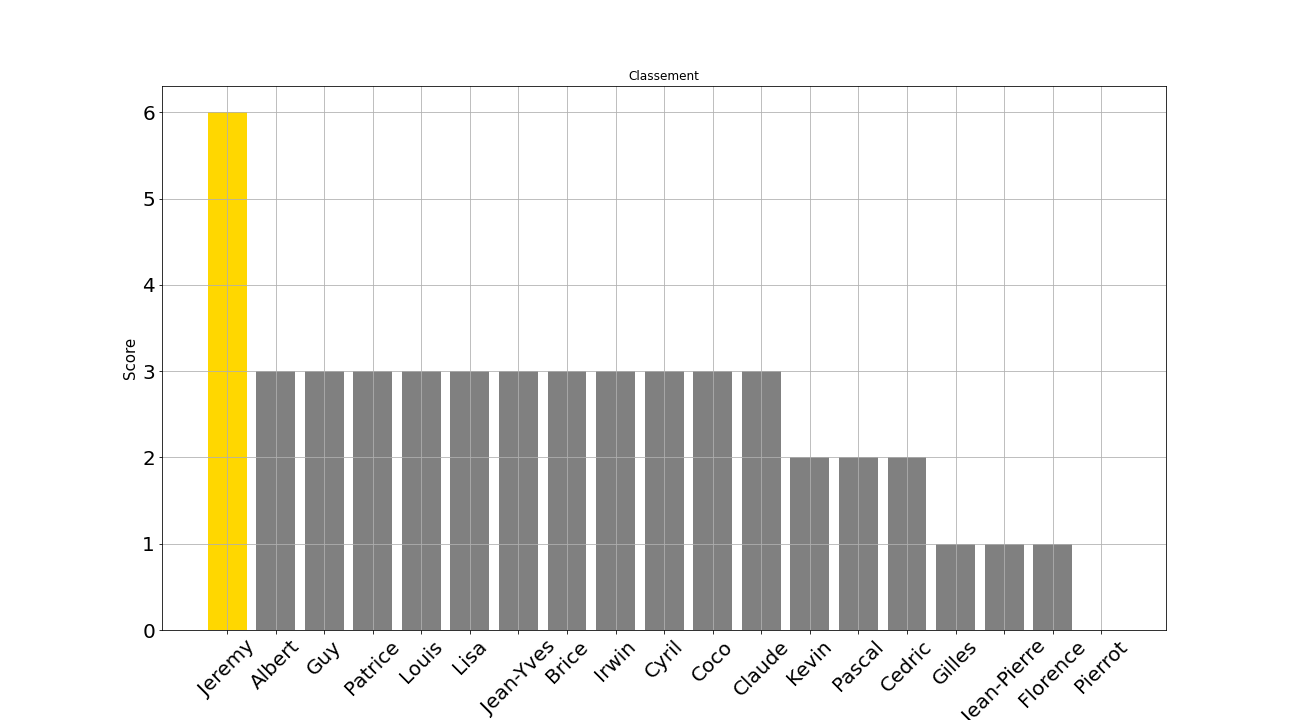 Classement
Score
6
5
4
3
2
1
0
Jeremy
Albert
Guy
Patrice
Louis
Lisa
Jean-Yves
Brice
Irwin
Cyril
Coco
Claude
Kevin
Pascal
Cedric
Gilles
Jean-Pierre
Florence
Pierrot